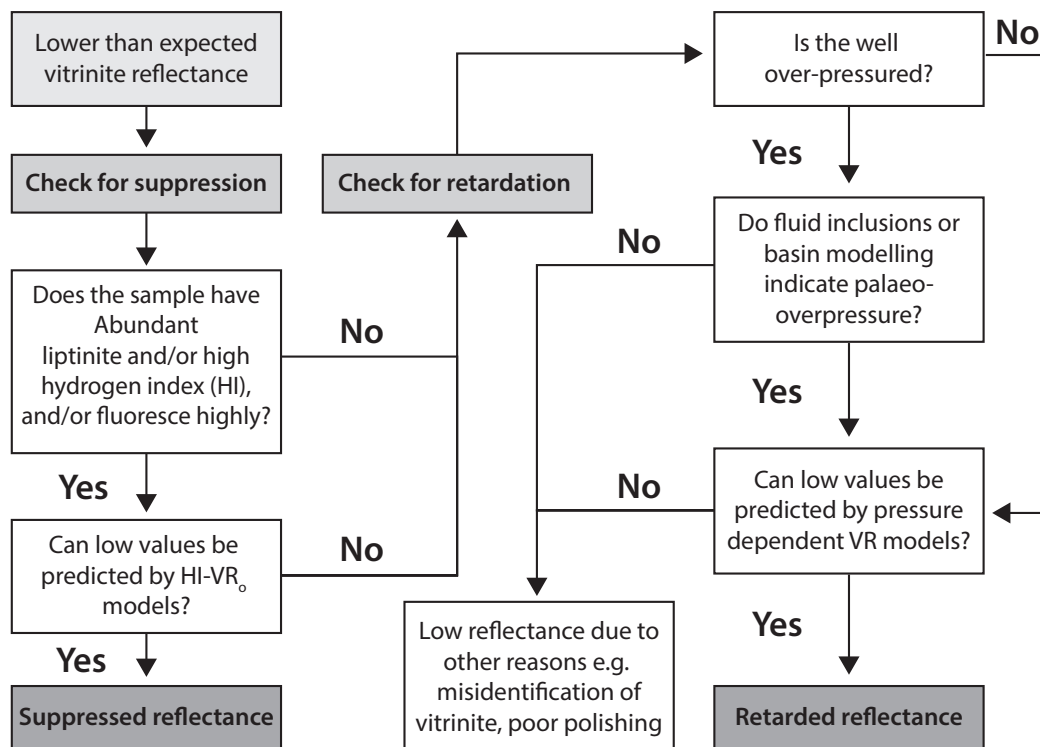 Lower than expected
vitrinite reflectance
Check for suppression
Does the sample have
Abundant
liptinite and/or high
hydrogen index (HI),
and/or fluoresce highly?
No
Yes
Can low values be
predicted by HI-VRₒ
models?
No
Yes
Suppressed reflectance
Check for retardation
Is the well
over-pressured?
No
Yes
Do fluid inclusions or
basin modelling
indicate palaeo-
overpressure?
No
Yes
Can low values be
predicted by pressure
dependent VR models?
No
Yes
Low reflectance due to
other reasons e.g.
misidentification of
vitrinite, poor polishing
Retarded reflectance